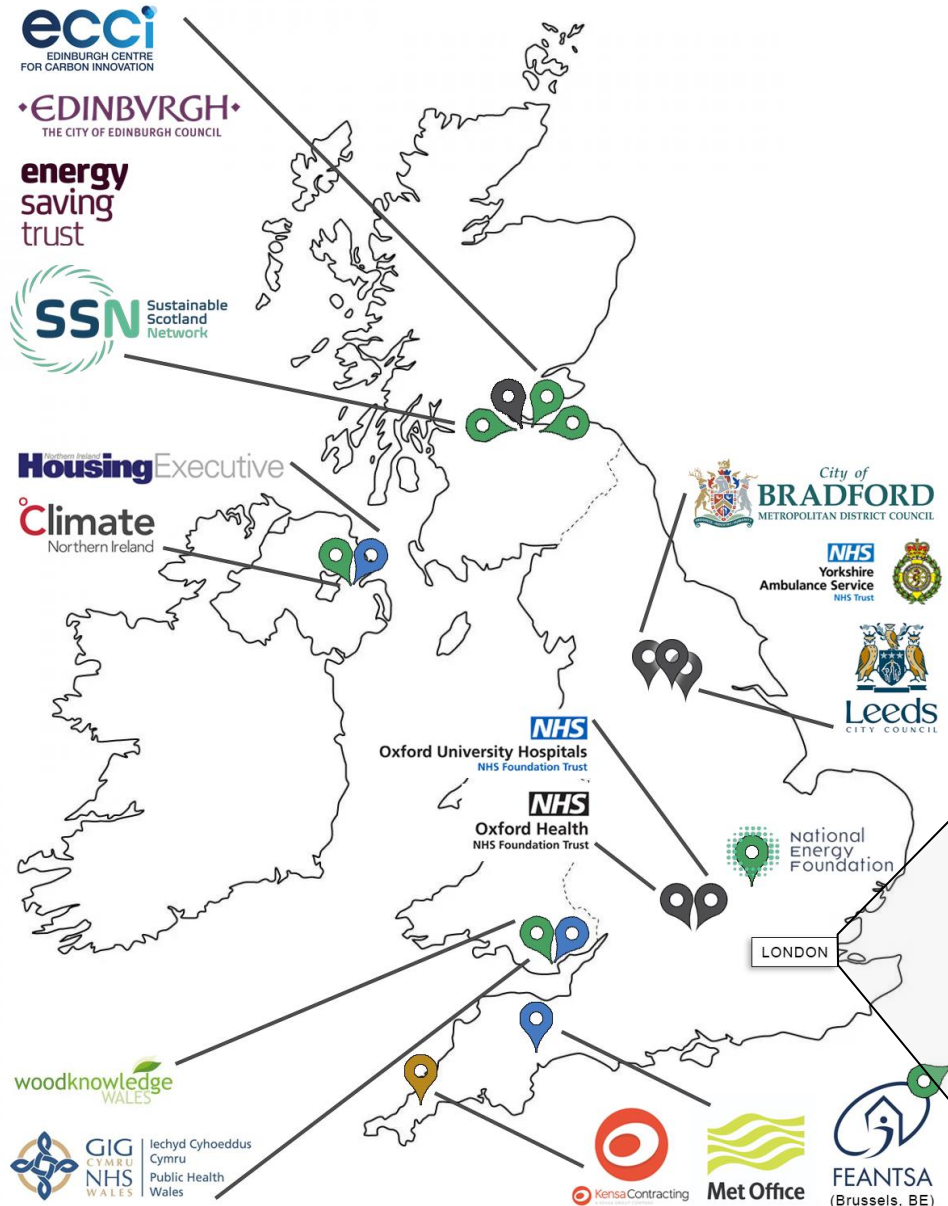 ecci
EDINBURGH CENTRE
FOR CARBON INNOVATION
•EDINBVRGH•
THE CITY OF EDINBURGH COUNCIL
energy
saving
trust
SSN
Sustainable
Scotland
Network
Northern Ireland
HousingExecutive
Climate
Northern Ireland
City of
BRADFORD
METROPOLITAN DISTRICT COUNCIL
NHS
Yorkshire
Ambulance Service
NHS Trust
Leeds
CITY COUNCIL
NHS
Oxford University Hospitals
NHS Foundation Trust
NHS
Oxford Health
NHS Foundation Trust
National
Energy
Foundation
LONDON
woodknowledge
WALES
GIG
CYMRU
NHS
WALES
Iechyd Cyhoeddus
Cymru
Public Health
Wales
KensaContracting
Met Office
FEANTSA
(Brussels, BE)